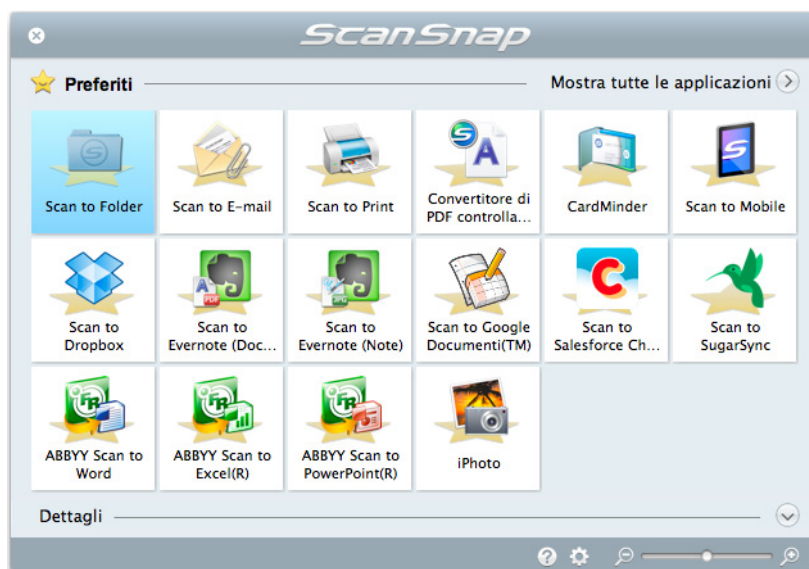 ScanSnap
Preferiti
Mostra tutte le applicazioni
Scan to Folder
Scan to E-mail
Scan to Print
Convertitore di
PDF controlla...
CardMinder
Scan to Mobile
Scan to
Dropbox
Scan to
Evernote (Doc...
Scan to
Evernote (Note)
Scan to Google
Documenti(TM)
Scan to
Salesforce Ch...
Scan to
SugarSync
ABBYY Scan to
Word
ABBYY Scan to
Excel(R)
ABBYY Scan to
PowerPoint(R)
iPhoto
Dettagli